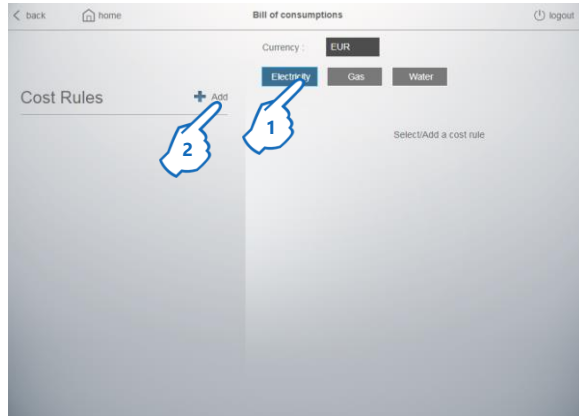 back home Bill of consumptions logout
Currency : EUR
Electricity Gas Water
Cost Rules Add
1
2
Select/Add a cost rule